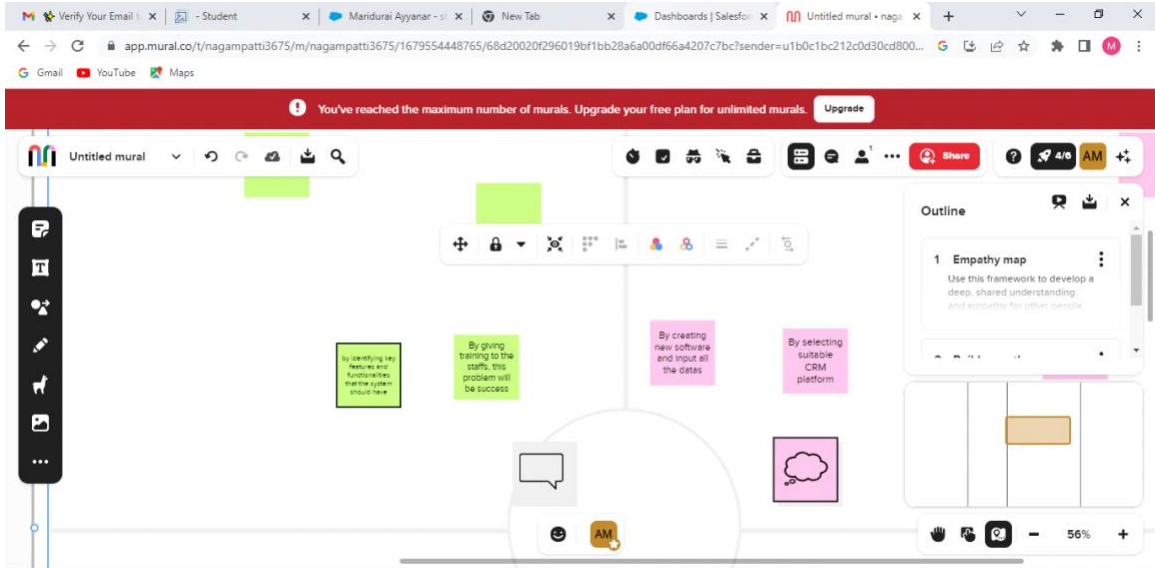 Verify Your Email t
- Student
Maridurai Ayyanar - st
New Tab
Dashboards | Salesfor
Untitled mural • naga
app.mural.co/t/nagampatti3675/m/nagampatti3675/1679554448765/68d20020f296019bf1bb28a6a00df66a4207c7bc?sender=u1b0c1bc212c0d30cd800...
M
Gmail
YouTube
Maps
You've reached the maximum number of murals. Upgrade your free plan for unlimited murals.
Upgrade
Untitled mural
1
Share
4/6
AM
Outline
1 Empathy map
Use this framework to develop a
deep, shared understanding
and empathy for other people
by identifying key
features and
functionalities
that the system
should have
By giving
training to the
staffs, this
problem will
be success
By creating
new software
and input all
the datas
By selecting
suitable
CRM
platform
AM
56%